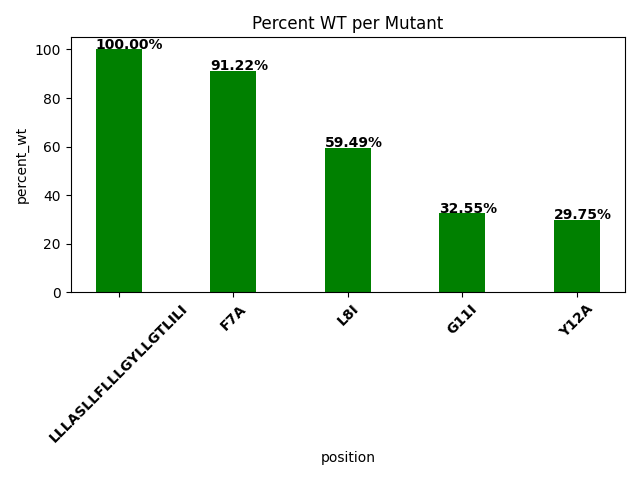 Percent WT per Mutant
percent_wt
100
80
60
40
20
0
100.00%
91.22%
59.49%
32.55%
29.75%
LLLASLLFLLLGYLLGTLILI
F7A
L8I
G11I
Y12A
position